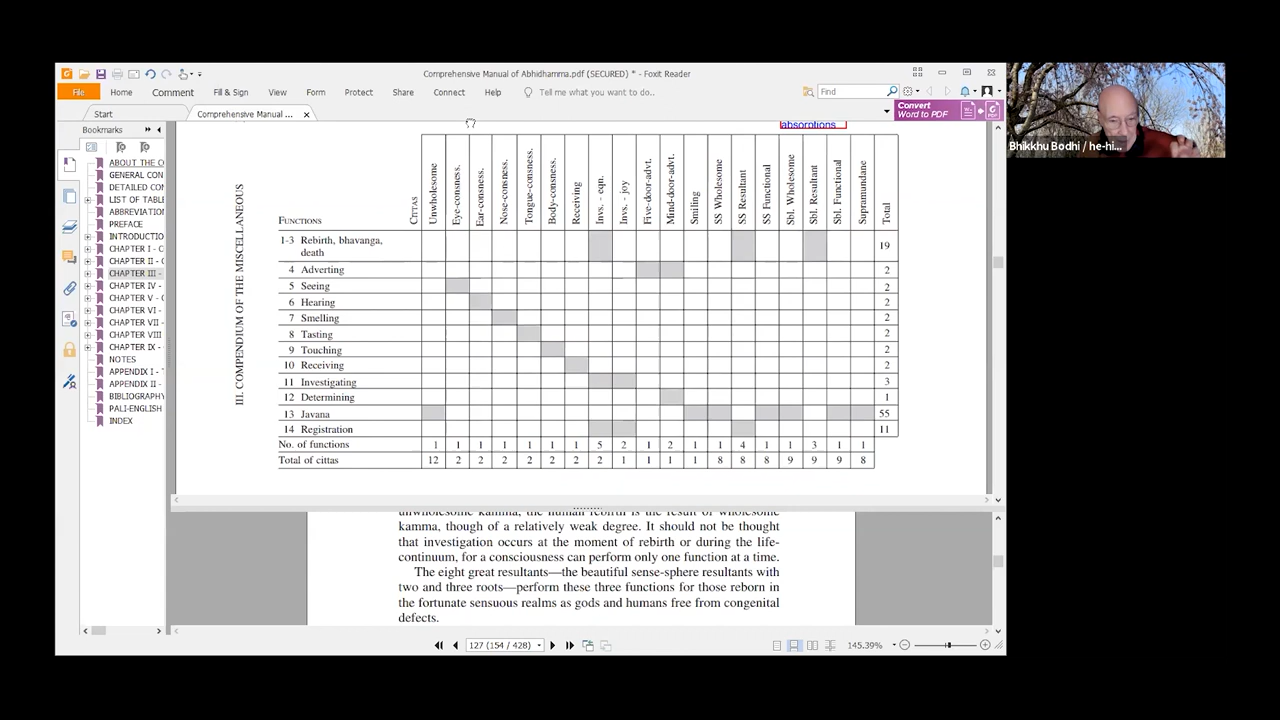 Comprehensive Manual of Abhidhamma.pdf (SECURED) * - Foxit Reader
File Home Comment Fill & Sign View Form Protect Share Connect Help Tell me what you want to do.. Find
Start
Comprehensive Manual ...
Convert
Word to PDF
Bookmarks
ABOUT THE C
GENERAL CON
DETAILED CON
LIST OF TABLE
ABBREVIATION
PREFACE
INTRODUCTIO
CHAPTER I - C
CHAPTER II - C
CHAPTER III -
CHAPTER IV -
CHAPTER V - C
CHAPTER VI -
CHAPTER VII -
CHAPTER VIII
CHAPTER IX -
NOTES
APPENDIX I - T
APPENDIX II -
BIBLIOGRAPHY
PALI-ENGLISH
INDEX
absorptions
III. COMPENDIUM OF THE MISCELLANEOUS
FUNCTIONS CITTAS Unwholesome Eye-consness. Ear-consness. Nose-consness. Tongue-consness. Body-consness. Receiving Invs. - eqn. Invs. - joy Five-door-advt. Mind-door-advt. Smiling SS Wholesome SS Resultant SS Functional Sbl. Wholesome Sbl. Resultant Sbl. Functional Supramundane Total
1-3 Rebirth, bhavanga,
death 19
4 Adverting 2
5 Seeing 2
6 Hearing 2
7 Smelling 2
8 Tasting 2
9 Touching 2
10 Receiving 2
11 Investigating 3
12 Determining 1
13 Javana 55
14 Registration 11
No. of functions 1 1 1 1 1 1 1 5 2 1 2 1 1 4 1 1 3 1 1
Total of cittas 12 2 2 2 2 2 2 2 1 1 1 1 8 8 8 9 9 9 8
unwholesome kamma, the human rebirth is the result of wholesome
kamma, though of a relatively weak degree. It should not be thought
that investigation occurs at the moment of rebirth or during the life-
continuum, for a consciousness can perform only one function at a time.
The eight great resultants—the beautiful sense-sphere resultants with
two and three roots—perform these three functions for those reborn in
the fortunate sensuous realms as gods and humans free from congenital
defects.
127 (154 / 428)
145.39%
Bhikkhu Bodhi / he-hi...